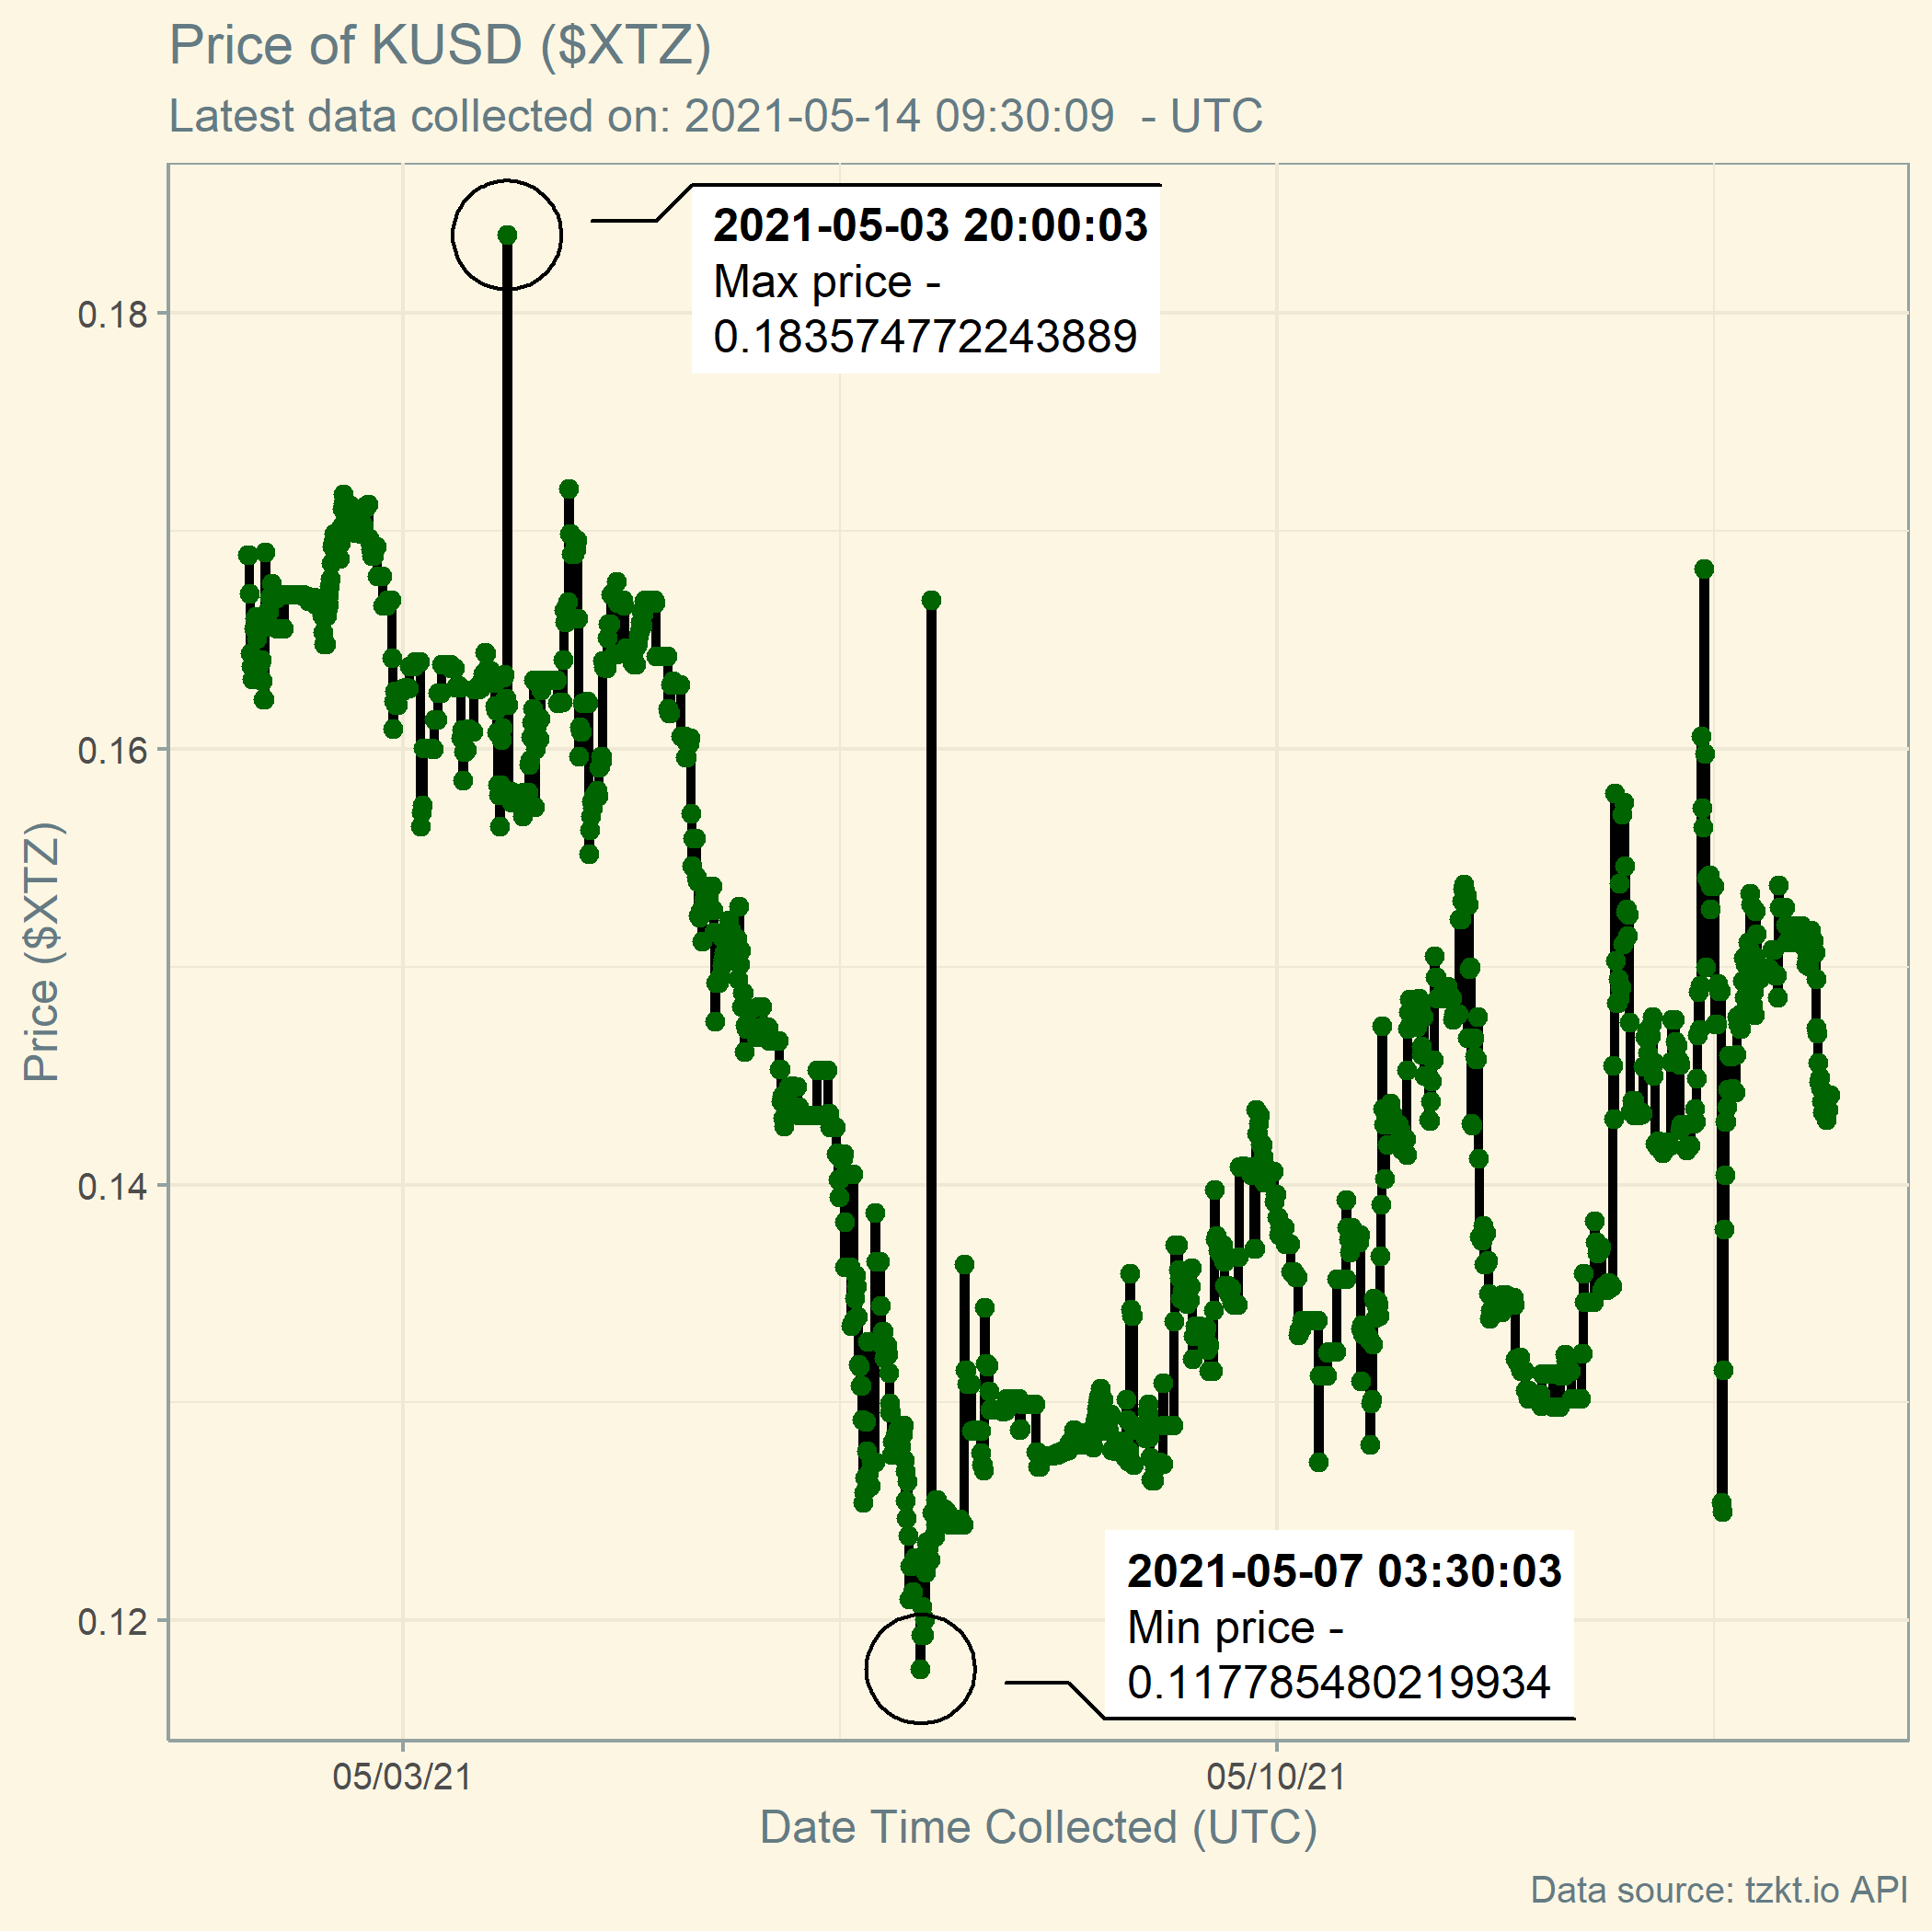 Price of KUSD ($XTZ)
Latest data collected on: 2021-05-14 09:30:09  - UTC
2021-05-03 20:00:03
Max price -
0.183574772243889
0.18
0.16
0.14
0.12
Price ($XTZ)
2021-05-07 03:30:03
Min price -
0.117785480219934
05/03/21
05/10/21
Date Time Collected (UTC)
Data source: tzkt.io API